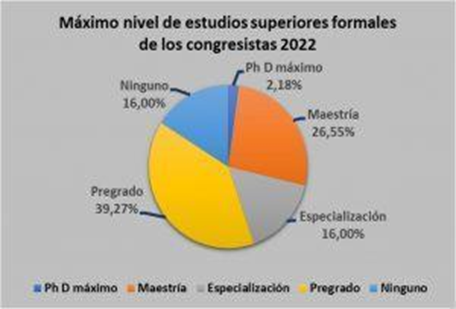 Máximo nivel de estudios superiores formales
de los congresistas 2022
Ph D máximo
2,18%
Ninguno
16,00%
Maestría
26,55%
Pregrado
39,27%
Especialización
16,00%
Ph D máximo Maestría Especialización Pregrado Ninguno